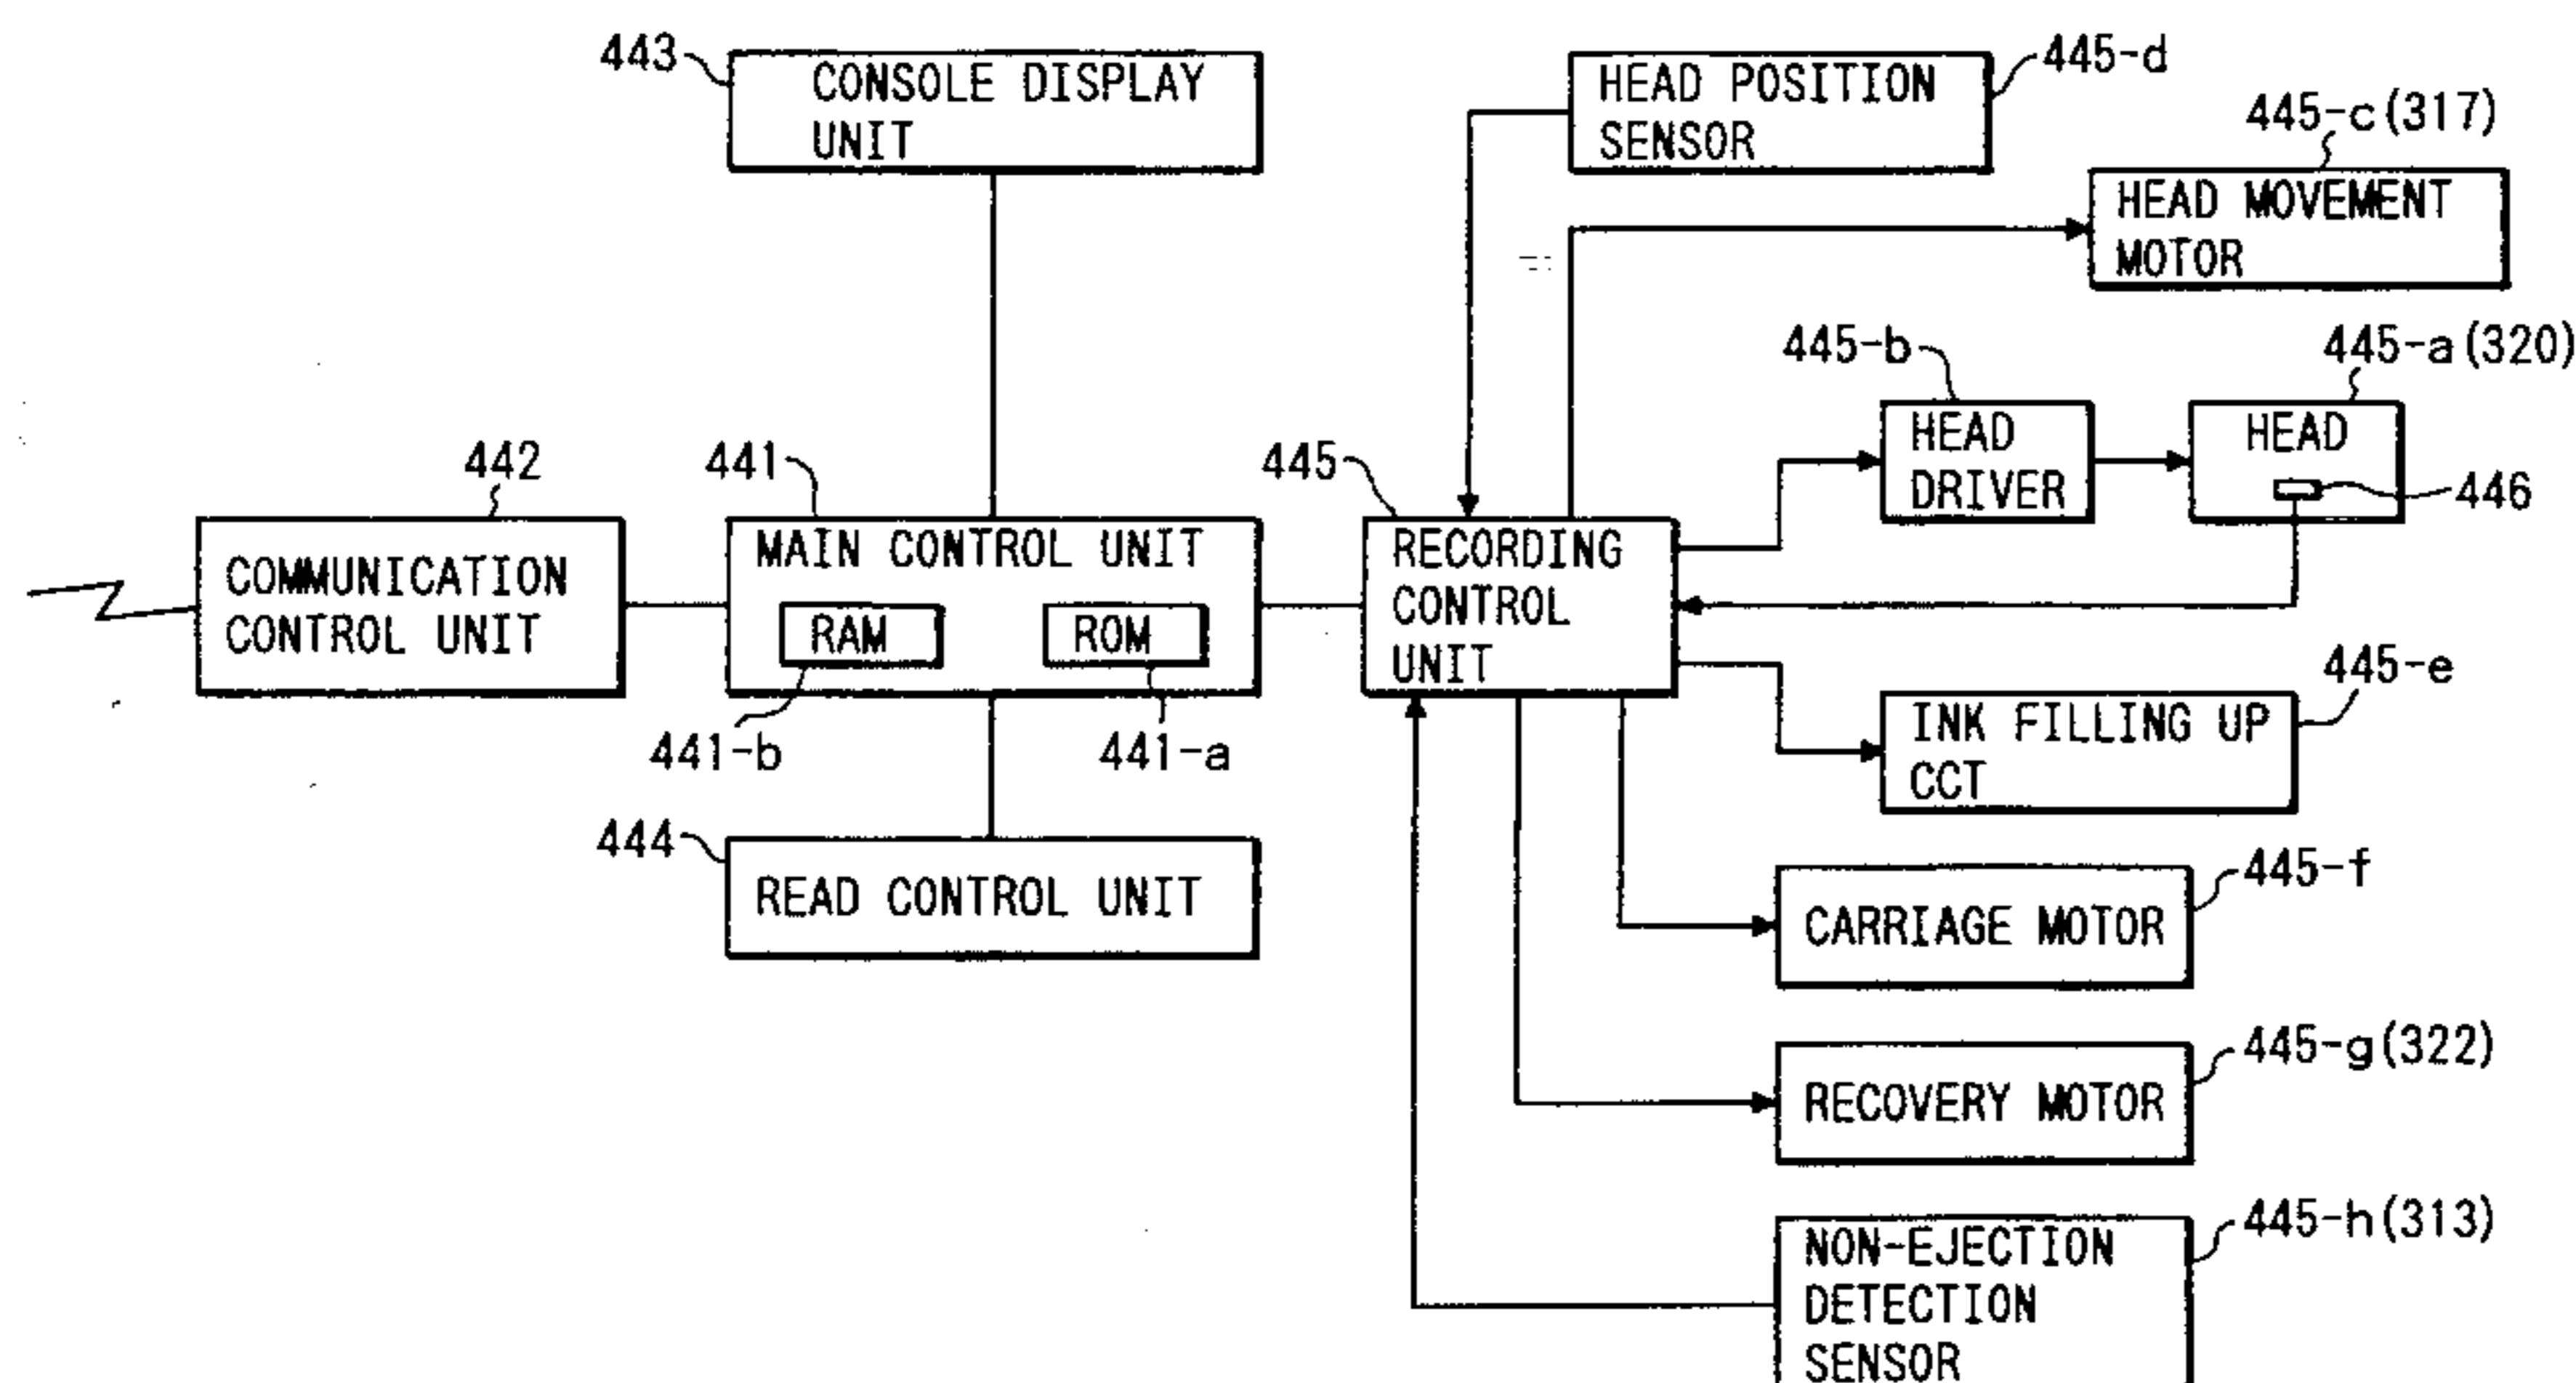 443
CONSOLE DISPLAY
UNIT
HEAD POSITION
SENSOR
445-d
445-c(317)
HEAD MOVEMENT
MOTOR
445-b
445-a(320)
HEAD
DRIVER
HEAD
446
442
COMMUNICATION
CONTROL UNIT
441
MAIN CONTROL UNIT
RAM
ROM
441-b
441-a
445
RECORDING
CONTROL
UNIT
445-e
INK FILLING UP
CCT
444
READ CONTROL UNIT
445-f
CARRIAGE MOTOR
445-g(322)
RECOVERY MOTOR
445-h(313)
NON-EJECTION
DETECTION
SENSOR